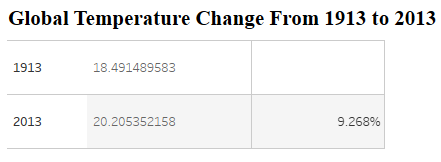 Global Temperature Change From 1913 to 2013
1913 18.491489583
2013 20.205352158 9.268%